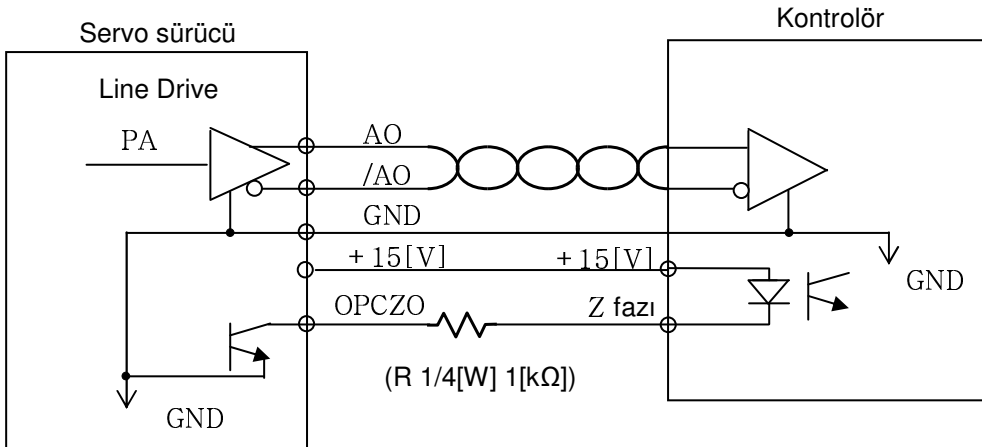 Servo sürücü
Kontrolör
Line Drive
PA
AO
/AO
GND
+15[V]
+15[V]
GND
OPCZO
Z fazı
(R 1/4[W] 1[kΩ])
GND